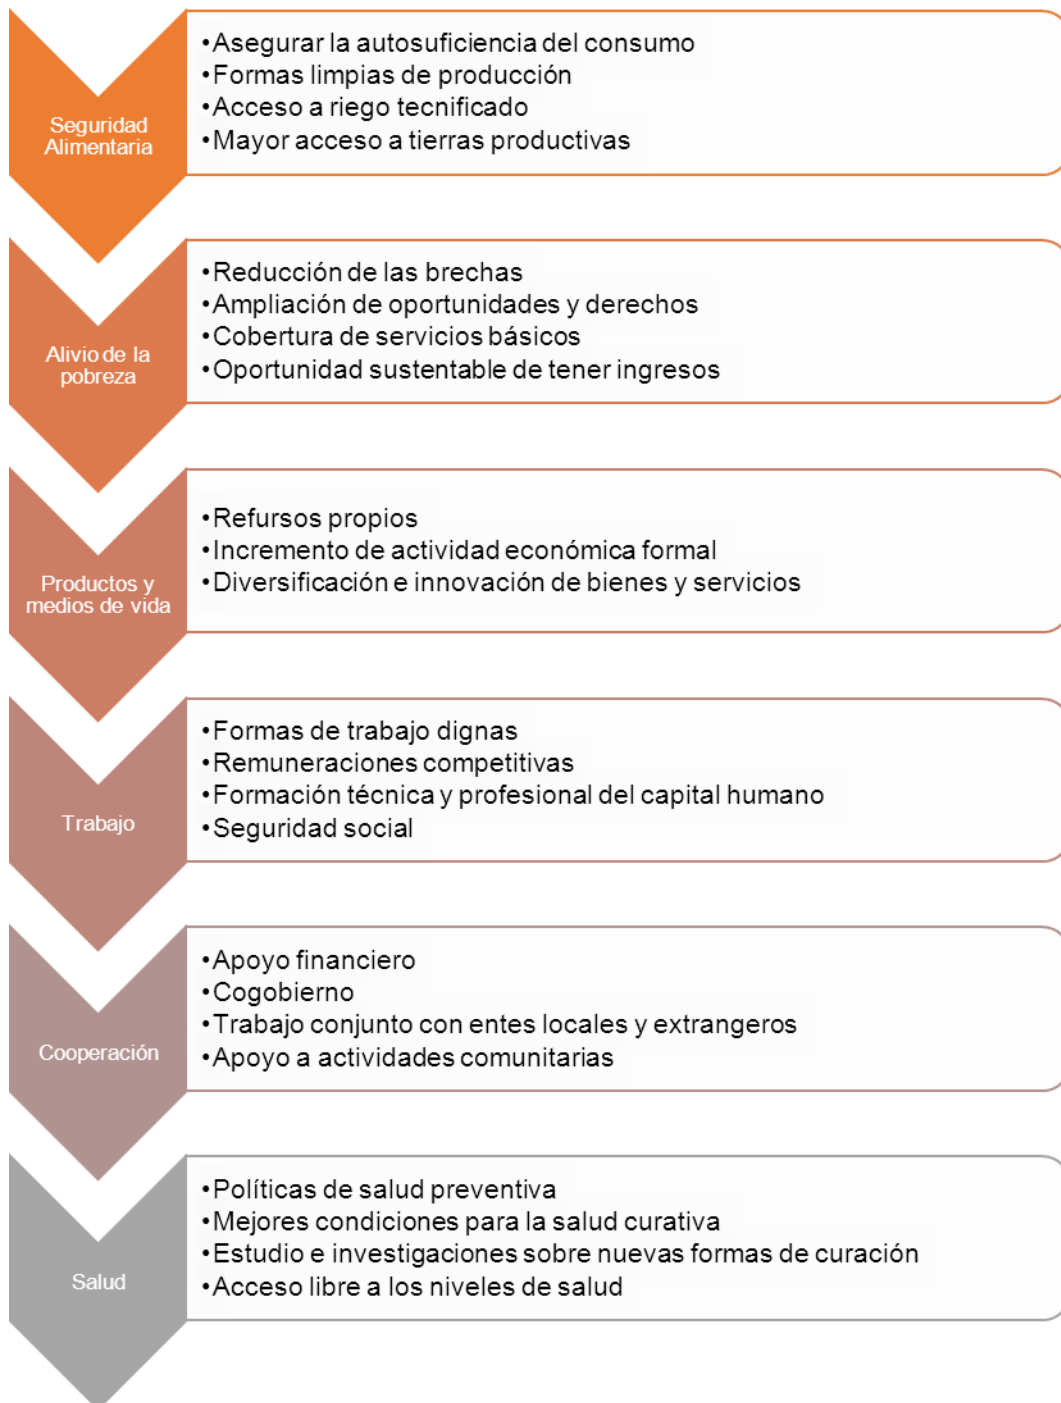 Seguridad
Alimentaria
•Asegurar la autosuficiencia del consumo
•Formas limpias de producción
•Acceso a riego tecnificado
•Mayor acceso a tierras productivas
Alivio de la
pobreza
•Reducción de las brechas
•Ampliación de oportunidades y derechos
•Cobertura de servicios básicos
•Oportunidad sustentable de tener ingresos
Productos y
medios de vida
•Refursos propios
•Incremento de actividad económica formal
•Diversificación e innovación de bienes y servicios
Trabajo
•Formas de trabajo dignas
•Remuneraciones competitivas
•Formación técnica y profesional del capital humano
•Seguridad social
Cooperación
•Apoyo financiero
•Cogobierno
•Trabajo conjunto con entes locales y extrangeros
•Apoyo a actividades comunitarias
Salud
•Políticas de salud preventiva
•Mejores condiciones para la salud curativa
•Estudio e investigaciones sobre nuevas formas de curación
•Acceso libre a los niveles de salud